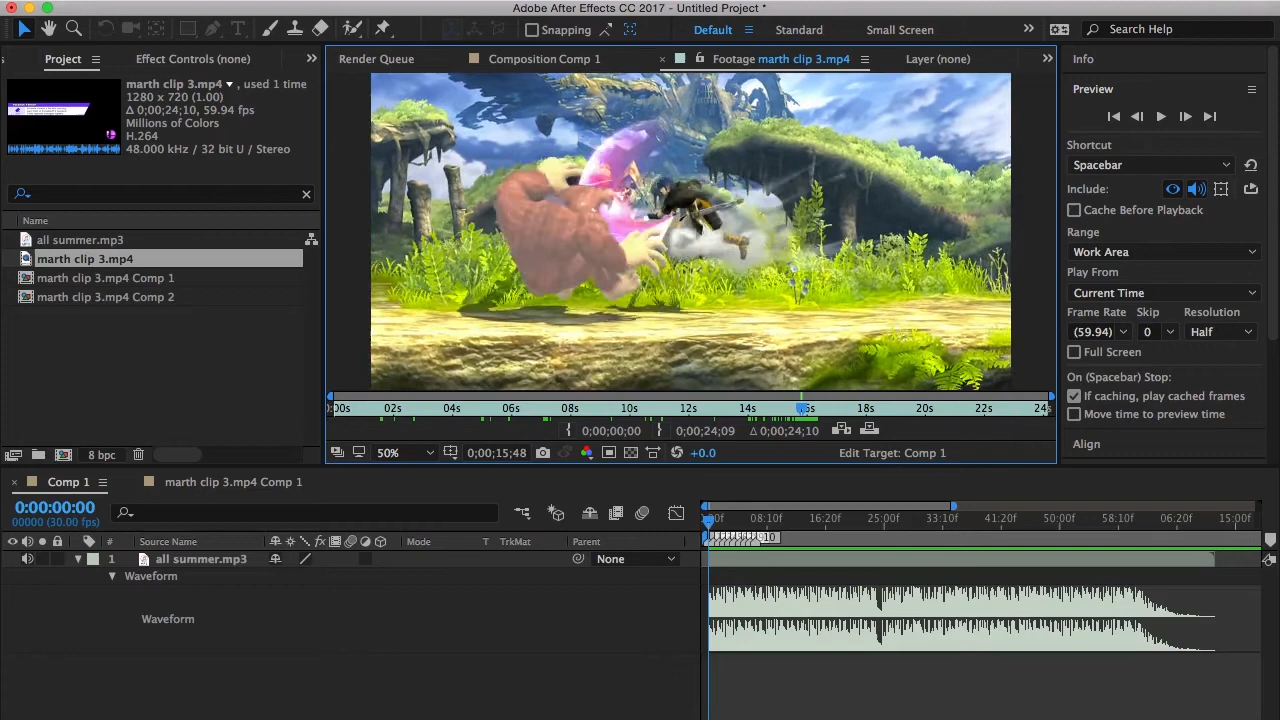 Adobe After Effects CC 2017 - Untitled Project *
Snapping
Default
Standard
Small Screen
Search Help
Project
Effect Controls (none)
marth clip 3.mp4 , used 1 time
1280 x 720 (1.00)
Δ 0;00;24;10, 59.94 fps
Millions of Colors
H.264
48.000 kHz / 32 bit U / Stereo
Name
all summer.mp3
marth clip 3.mp4
marth clip 3.mp4 Comp 1
marth clip 3.mp4 Comp 2
8 bpc
Render Queue
Composition Comp 1
Footage marth clip 3.mp4
Layer (none)
02s 04s 06s 08s 10s 12s 14s 18s 20s 22s
0;00;00;00
0;00;24;09
Δ 0;00;24;10
50%
0;00;15;48
+0.0
Edit Target: Comp 1
Info
Preview
Shortcut
Spacebar
Include:
Cache Before Playback
Range
Work Area
Play From
Current Time
Frame Rate Skip Resolution
(59.94) 0 Half
Full Screen
On (Spacebar) Stop:
If caching, play cached frames
Move time to preview time
Align
Comp 1
marth clip 3.mp4 Comp 1
0:00:00:00
00000 (30.00 fps)
08:10f 16:20f 25:00f 33:10f 41:20f 50:00f 58:10f 06:20f 15:00f
# Source Name fx Mode T TrkMat Parent
1 all summer.mp3 None
Waveform
Waveform